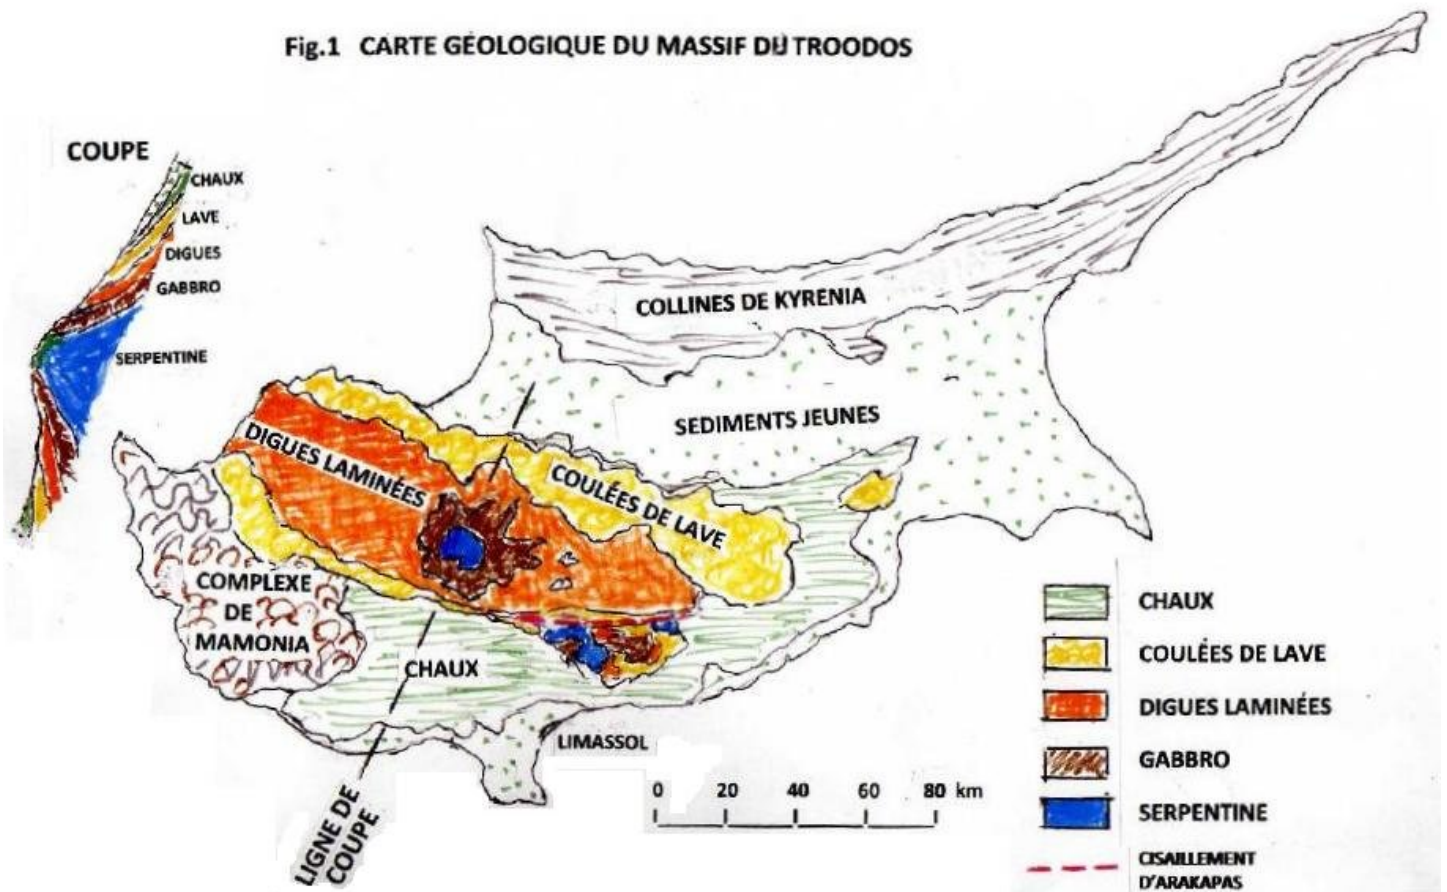 Fig.1 CARTE GÉOLOGIQUE DU MASSIF DU TROODOS
COUPE
CHAUX
LAVE
DIGUES
GABBRO
SERPENTINE
COLLINES DE KYRENIA
SEDIMENTS JEUNES
DIGUES LAMINÉES
COULÉES DE LAVE
COMPLEXE
DE
MAMONIA
CHAUX
LIMASSOL
LIGNE DE
COUPE
0 20 40 60 80 km
CHAUX
COULÉES DE LAVE
DIGUES LAMINÉES
GABBRO
SERPENTINE
CISAILLEMENT
D'ARAKAPAS